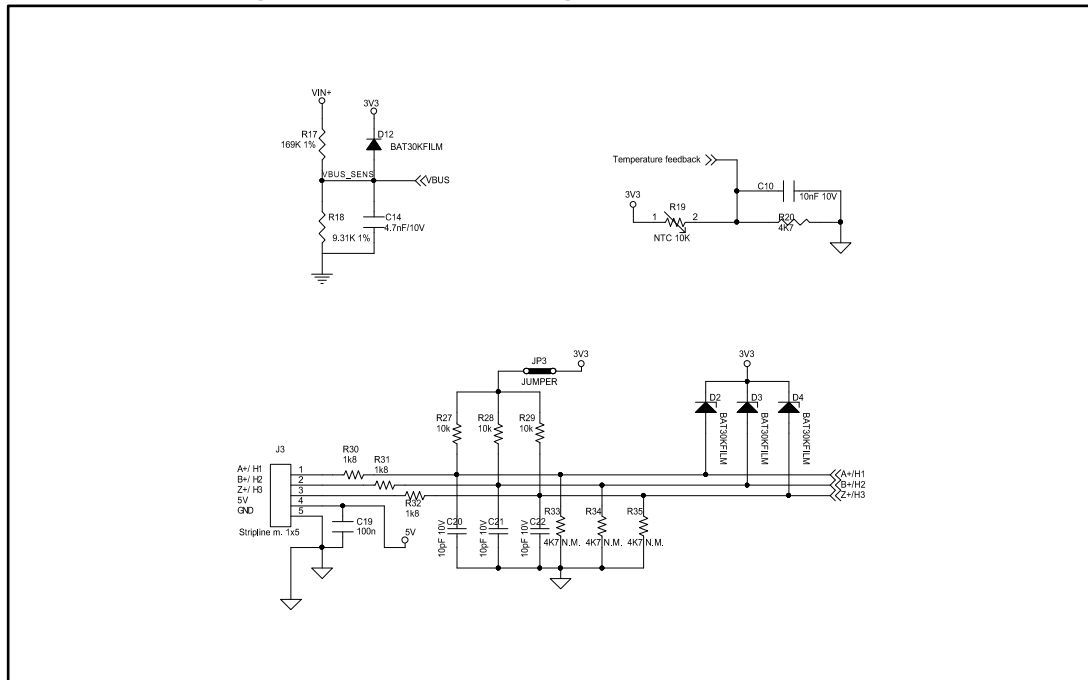 VIN+
R17
169K 1%
3V3
D12
BAT30KFILM
VBUS_SENS
VBUS
R18
9.31K 1%
C14
4.7nF/10V
Temperature feedback
C10
10nF 10V
3V3
R19
1
2
NTC 10K
R20
4K7
JP3
JUMPER
3V3
R27
10k
R28
10k
R29
10k
3V3
D2
BAT30KFILM
D3
BAT30KFILM
D4
BAT30KFILM
J3
A+/ H1
B+/ H2
Z+/ H3
5V
GND
1
2
3
4
5
Stripline m. 1x5
R30
1k8
R31
1k8
R32
1k8
C19
100n
5V
C20
10pF 10V
C21
10pF 10V
C22
10pF 10V
R33
4K7 N.M.
R34
4K7 N.M.
R35
4K7 N.M.
A+/H1
B+/H2
Z+/H3